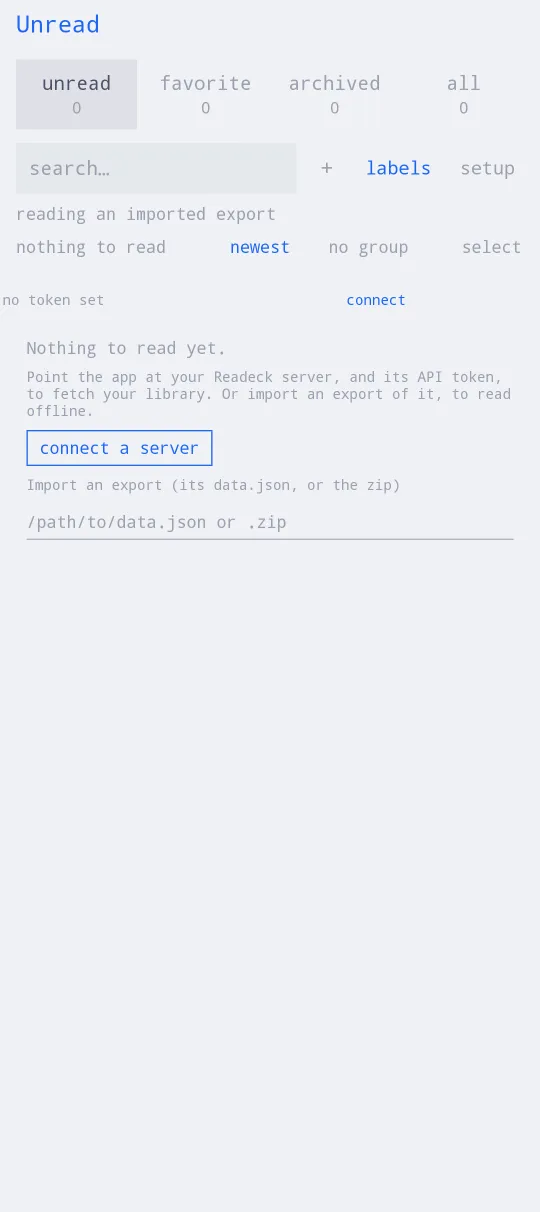 Unread
unread favorite archived all
0 0 0 0
search… + labels setup
reading an imported export
nothing to read newest no group select
no token set connect
Nothing to read yet.
Point the app at your Readeck server, and its API token,
to fetch your library. Or import an export of it, to read
offline.
connect a server
Import an export (its data.json, or the zip)
/path/to/data.json or .zip